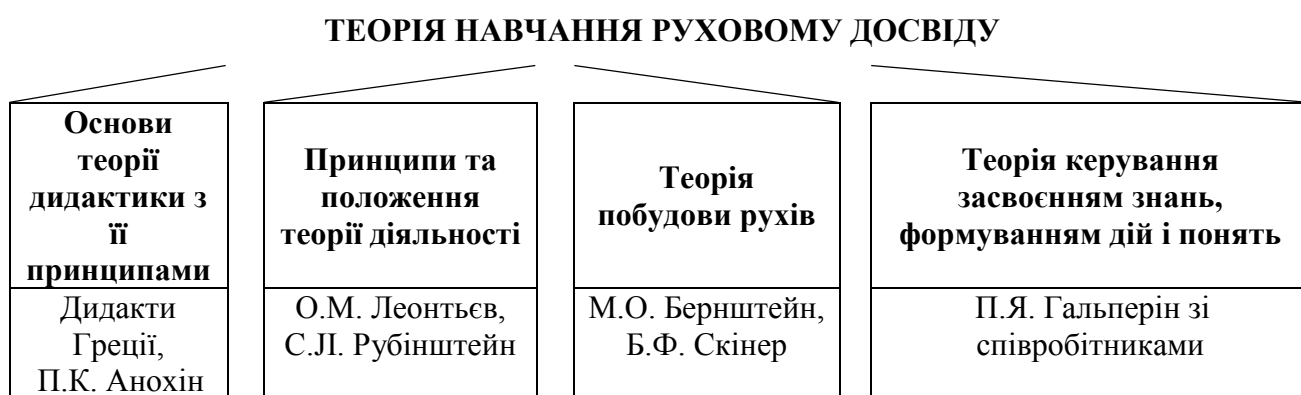 ТЕОРІЯ НАВЧАННЯ РУХОВОМУ ДОСВІДУ
Основи
теорії
дидактики з
її
принципами
Дидакти
Греції,
П.К. Анохін
Принципи та
положення
теорії діяльності
О.М. Леонтьєв,
С.Л. Рубінштейн
Теорія
побудови рухів
М.О. Бернштейн,
Б.Ф. Скінер
Теорія керування
засвоєнням знань,
формуванням дій і понять
П.Я. Гальперін зі
співробітниками